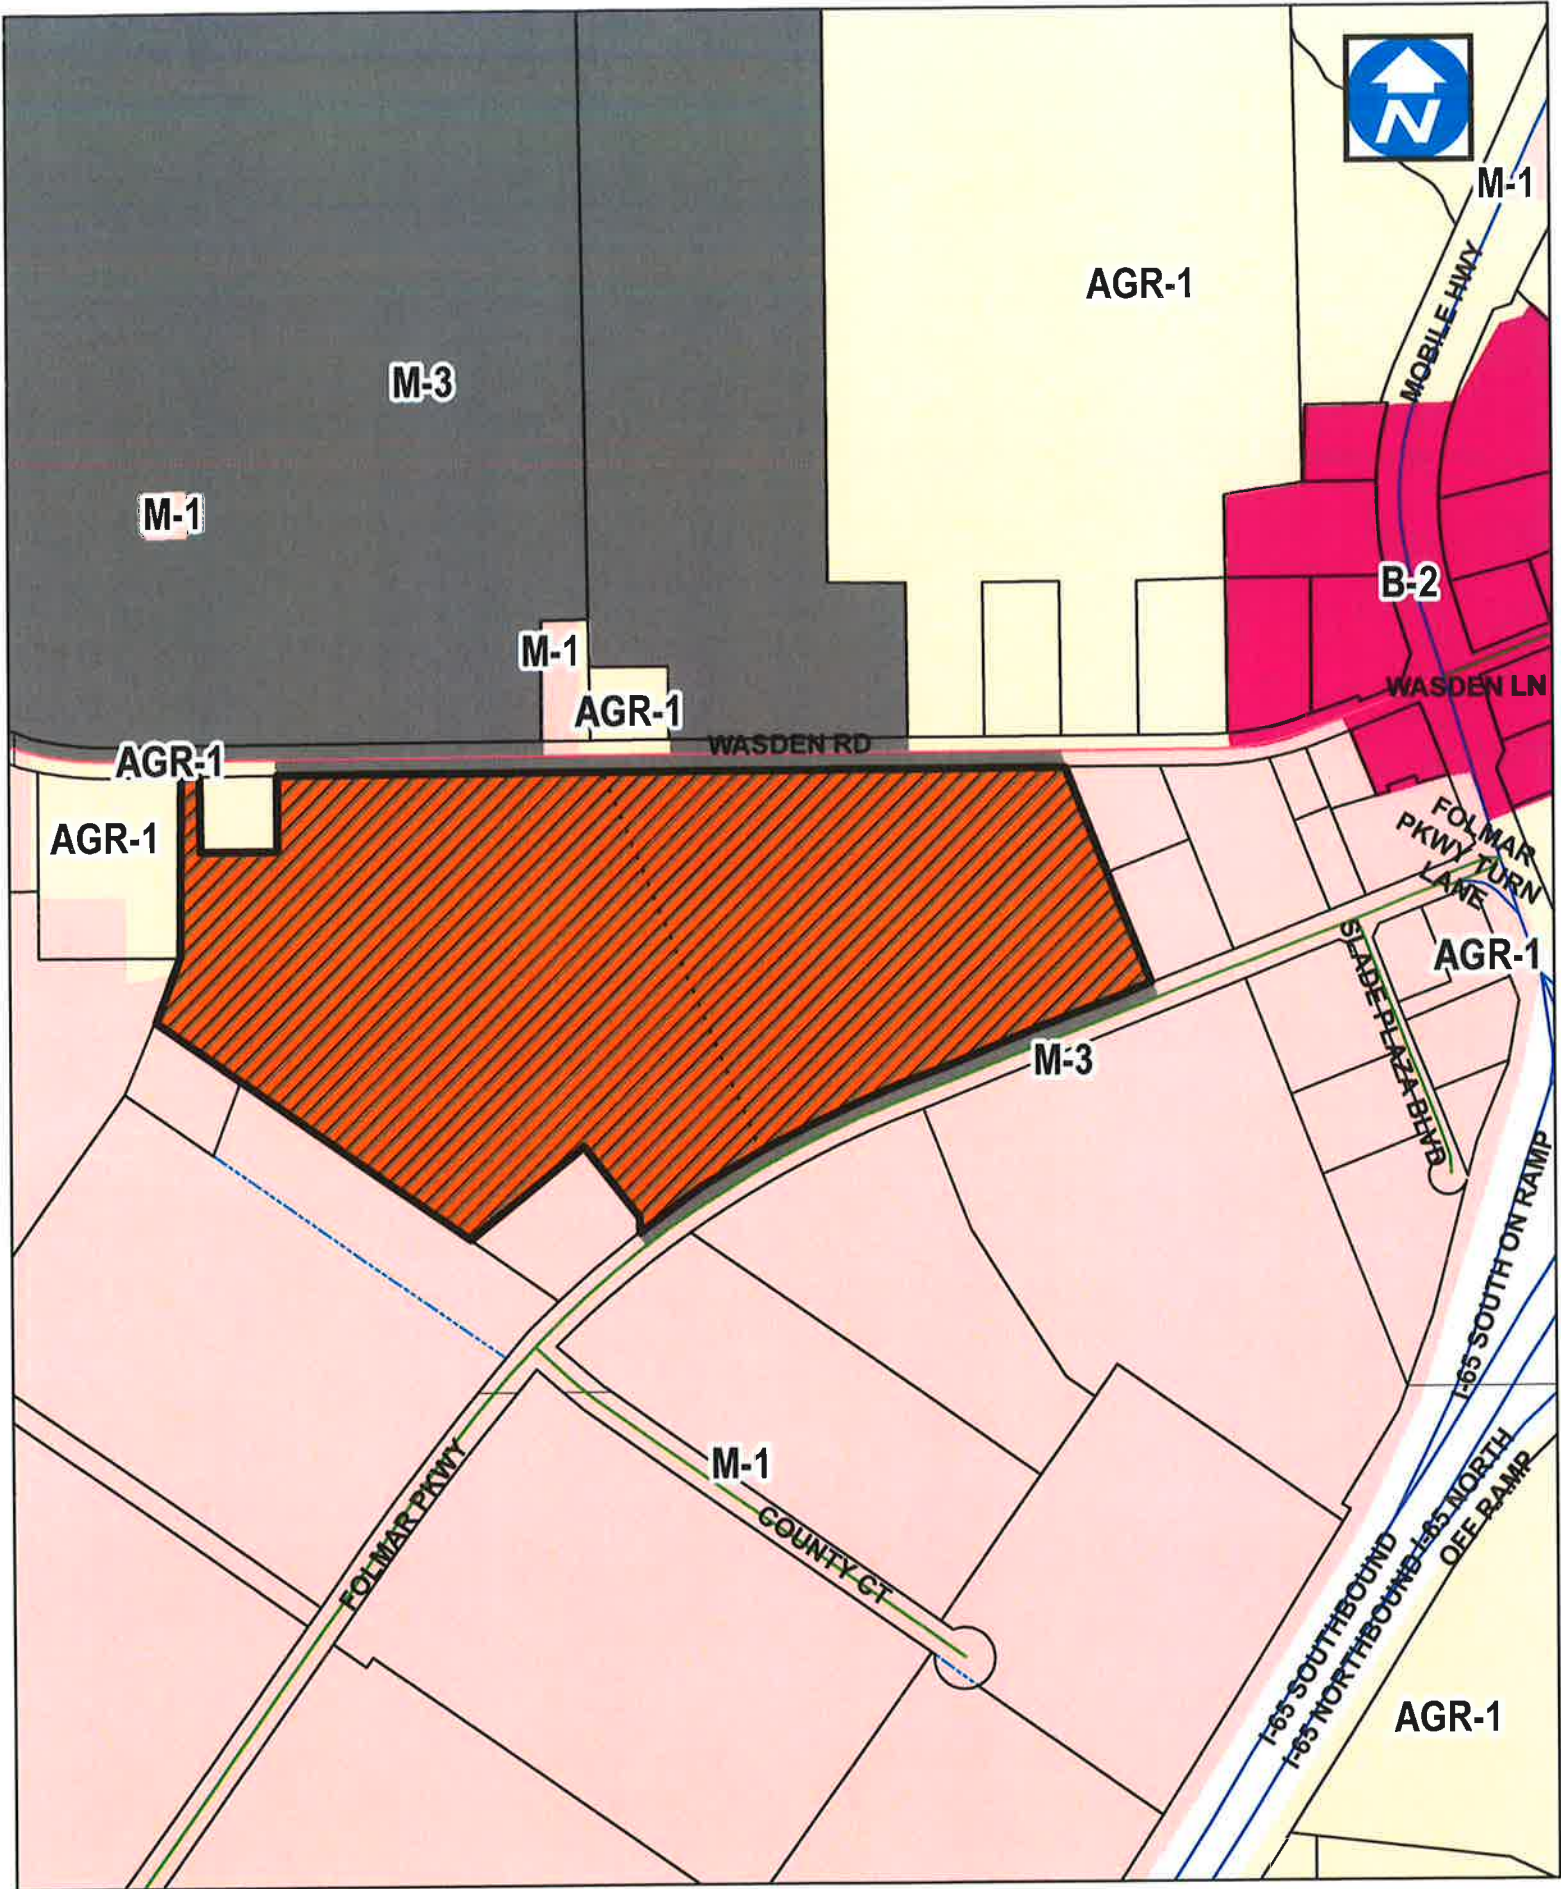 N
M-1
MOBILE HWY
AGR-1
M-3
M-1
B-2
M-1
WASDEN LN
AGR-1
WASDEN RD
AGR-1
AGR-1
FOLMAR
PKWY TURN
LANE
AGR-1
SLADE PLAZA BLVD
M-3
I-65 SOUTH ON RAMP
M-1
FOLMAR PKWY
COUNTY CT
I-65 NORTH
OFF RAMP
I-65 SOUTHBOUND
I-65 NORTHBOUND
AGR-1